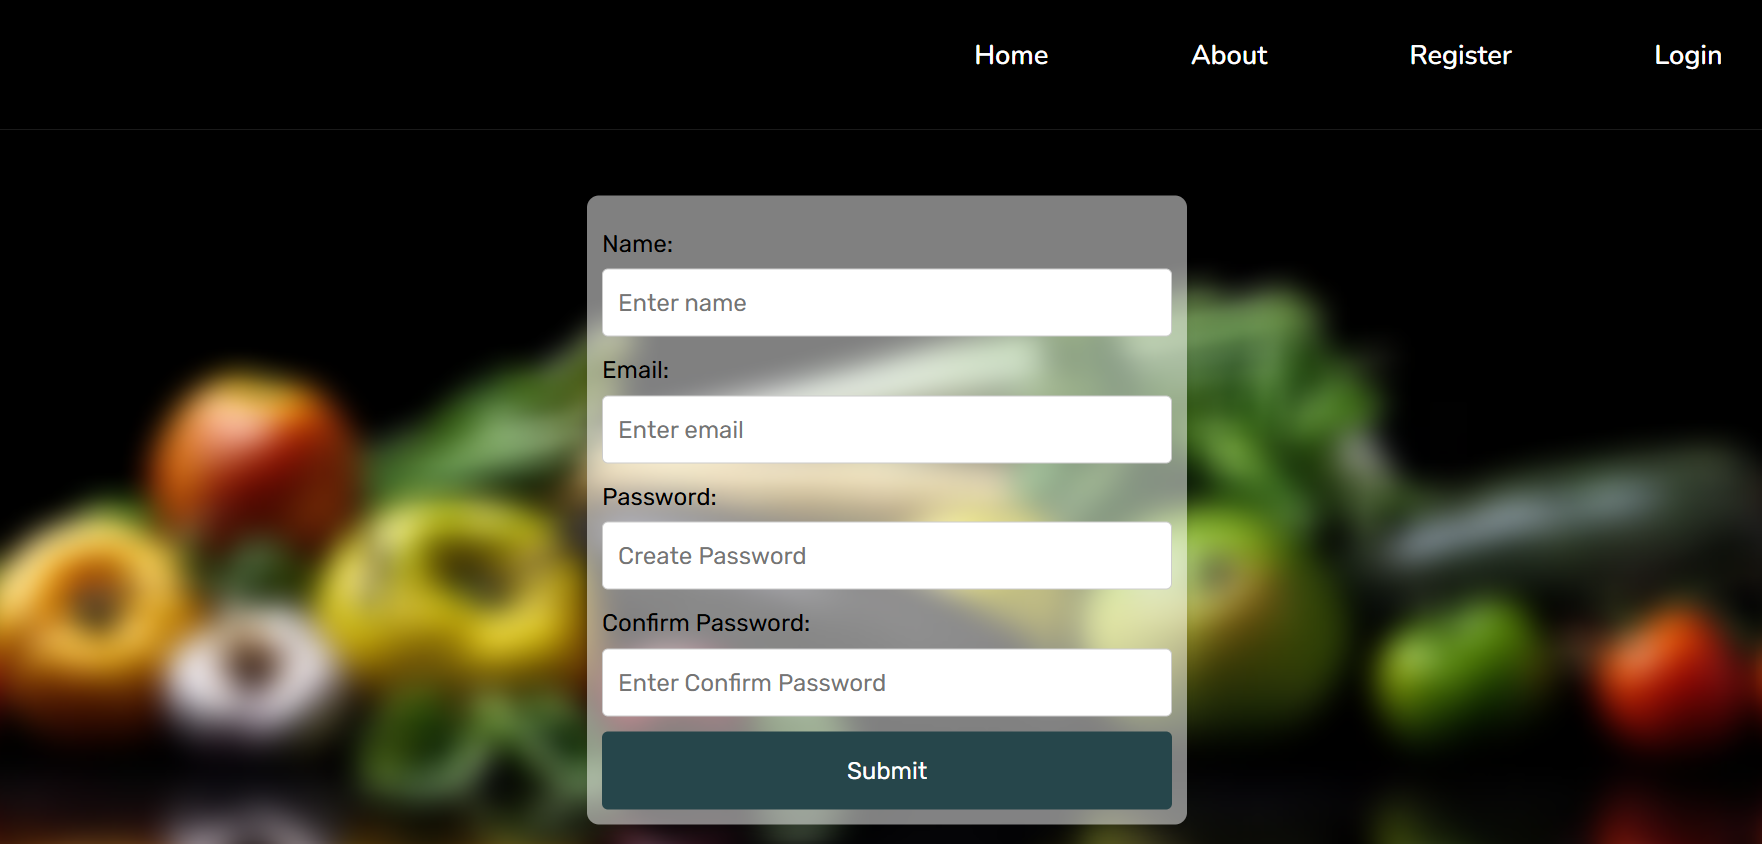 Home About Register Login
Name:
Enter name
Email:
Enter email
Password:
Create Password
Confirm Password:
Enter Confirm Password
Submit